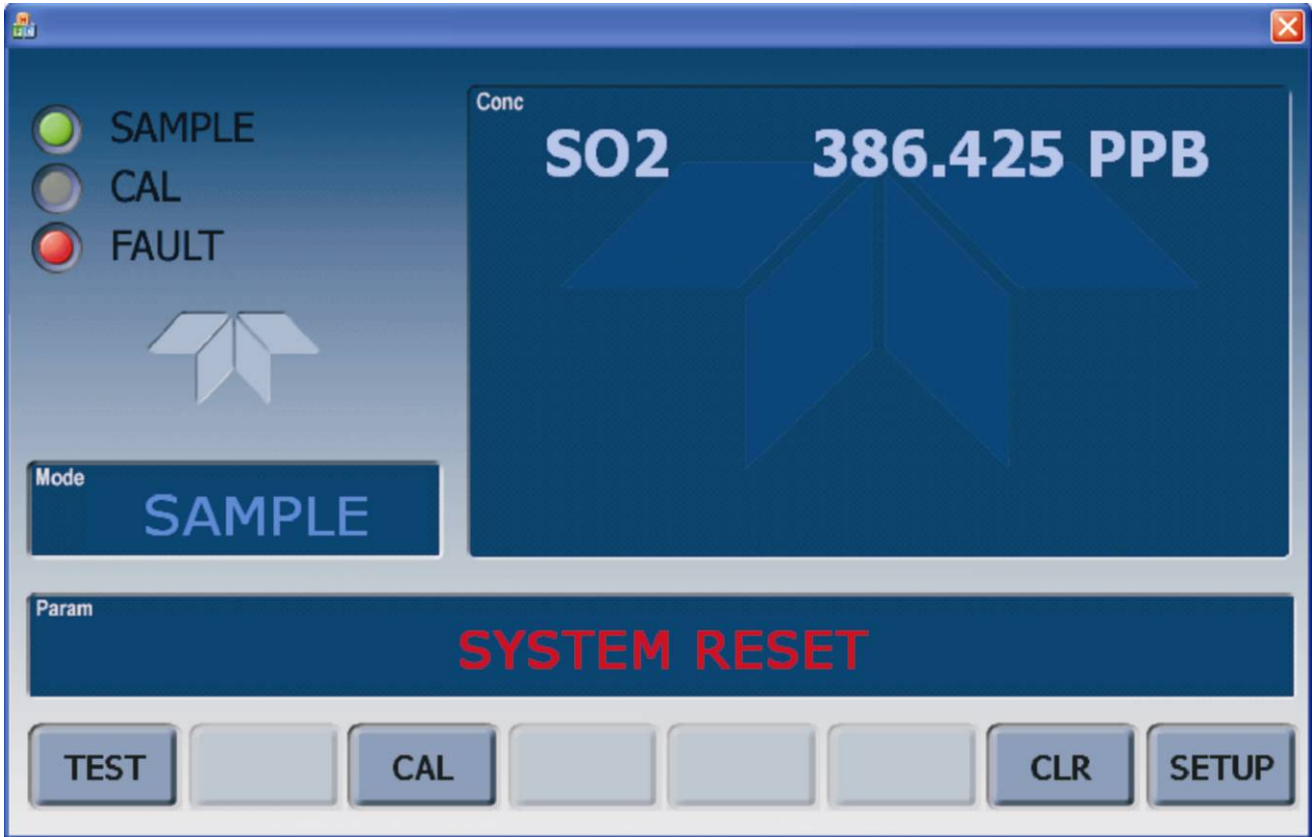 SAMPLE
CAL
FAULT
Conc
SO2 386.425 PPB
Mode
SAMPLE
Param
SYSTEM RESET
TEST CAL CLR SETUP